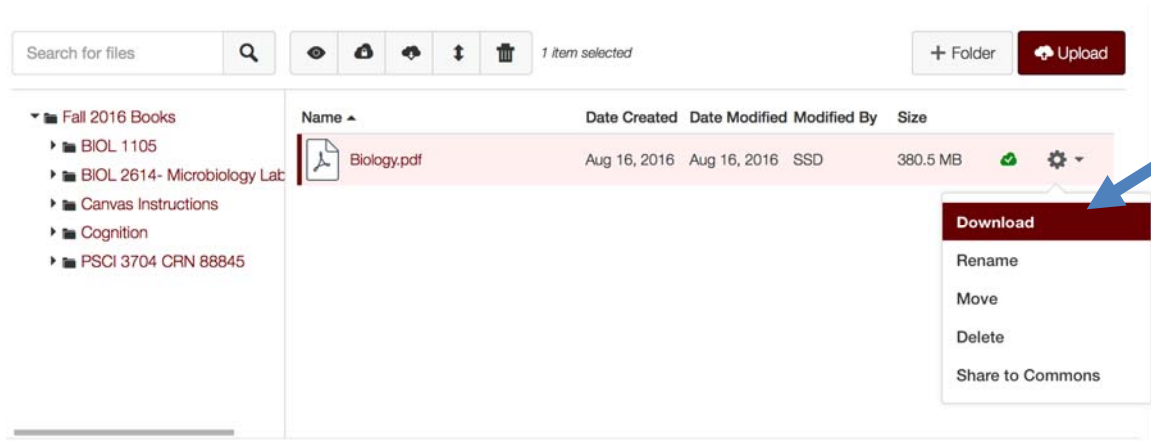 Search for files
1 item selected
+ Folder
Upload
Fall 2016 Books
BIOL 1105
BIOL 2614- Microbiology Lab
Canvas Instructions
Cognition
PSCI 3704 CRN 88845
Name Date Created Date Modified Modified By Size
Biology.pdf Aug 16, 2016 Aug 16, 2016 SSD 380.5 MB
Download
Rename
Move
Delete
Share to Commons